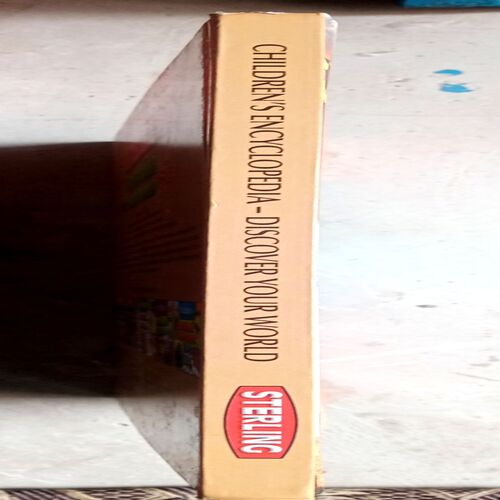 CHILDREN'S ENCYCLOPEDIA - DISCOVER YOUR WORLD
STERLING